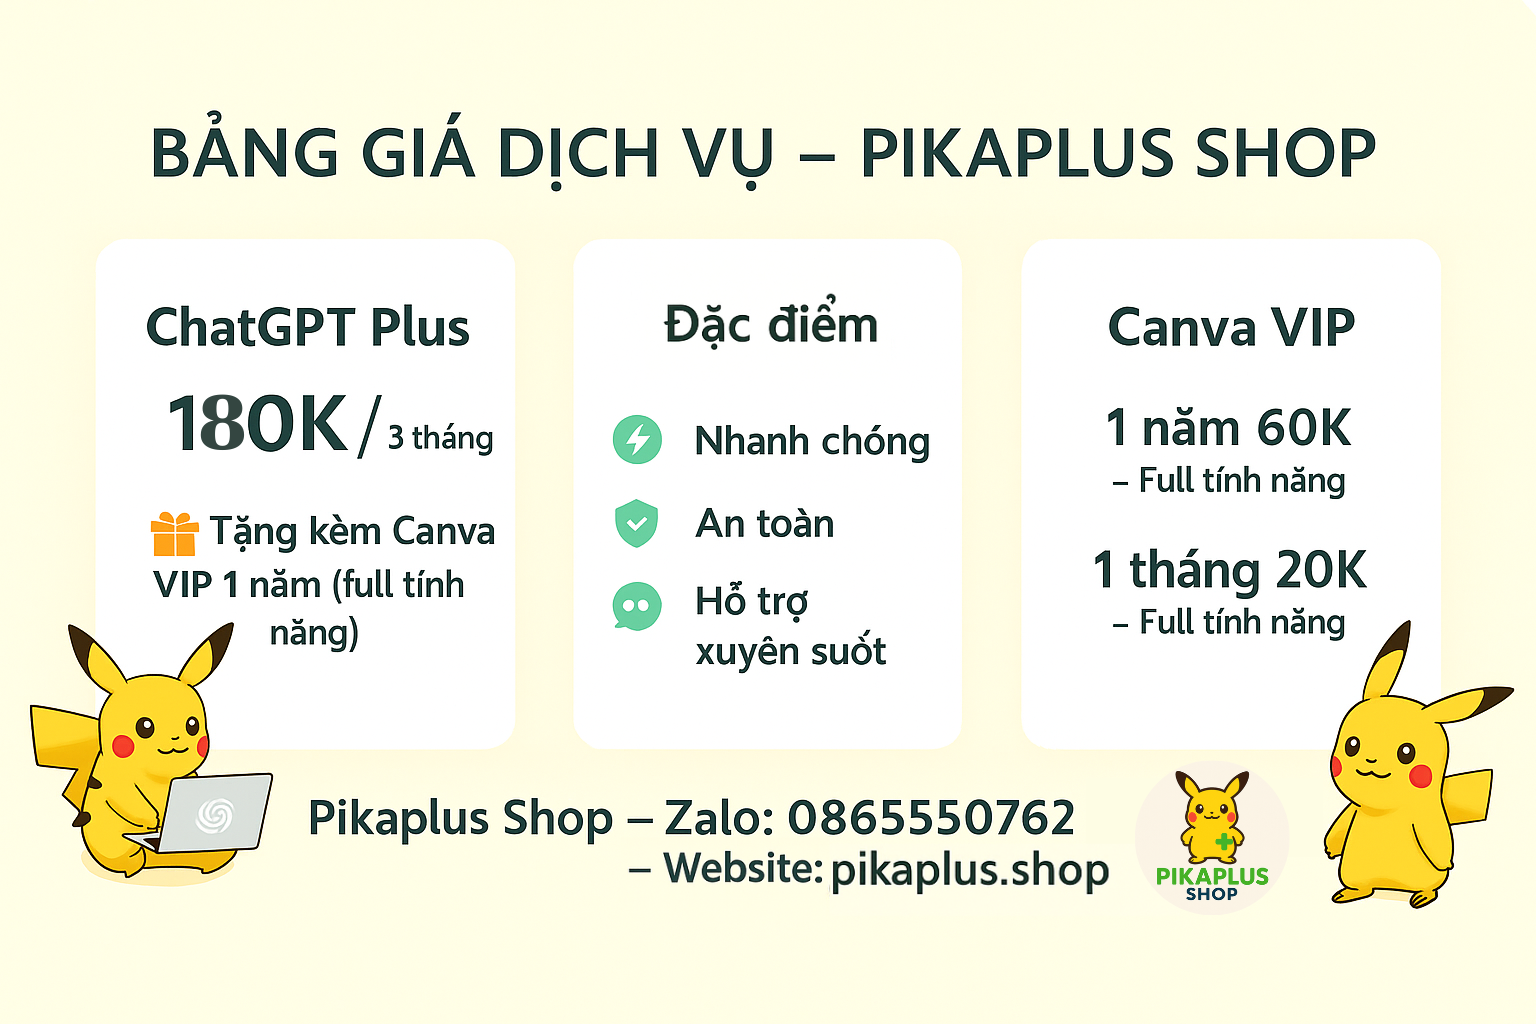 BẢNG GIÁ DỊCH VỤ – PIKAPLUS SHOP
ChatGPT Plus
180K / 3 tháng
Tặng kèm Canva
VIP 1 năm (full tính
năng)
Đặc điểm
Nhanh chóng
An toàn
Hỗ trợ
xuyên suốt
Canva VIP
1 năm 60K
– Full tính năng
1 tháng 20K
– Full tính năng
Pikaplus Shop – Zalo: 0865550762
– Website: pikaplus.shop
PIKAPLUS
SHOP